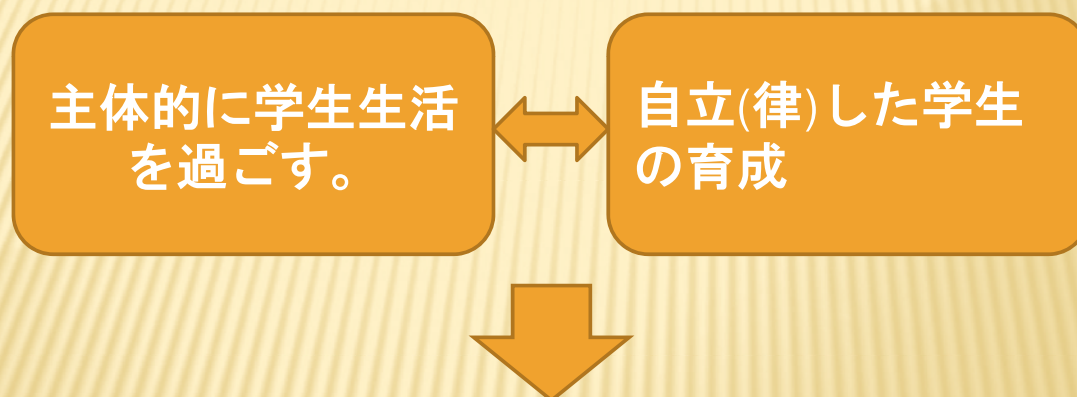 主体的に学生生活
を過ごす。
自立(律)した学生
の育成